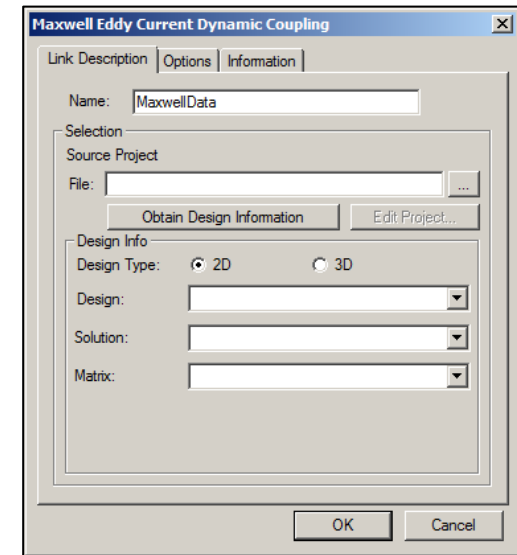 Maxwell Eddy Current Dynamic Coupling
Link Description Options Information
Name: MaxwellData
Selection
Source Project
File: ...
Obtain Design Information Edit Project...
Design Info
Design Type: 2D 3D
Design:
Solution:
Matrix:
OK Cancel